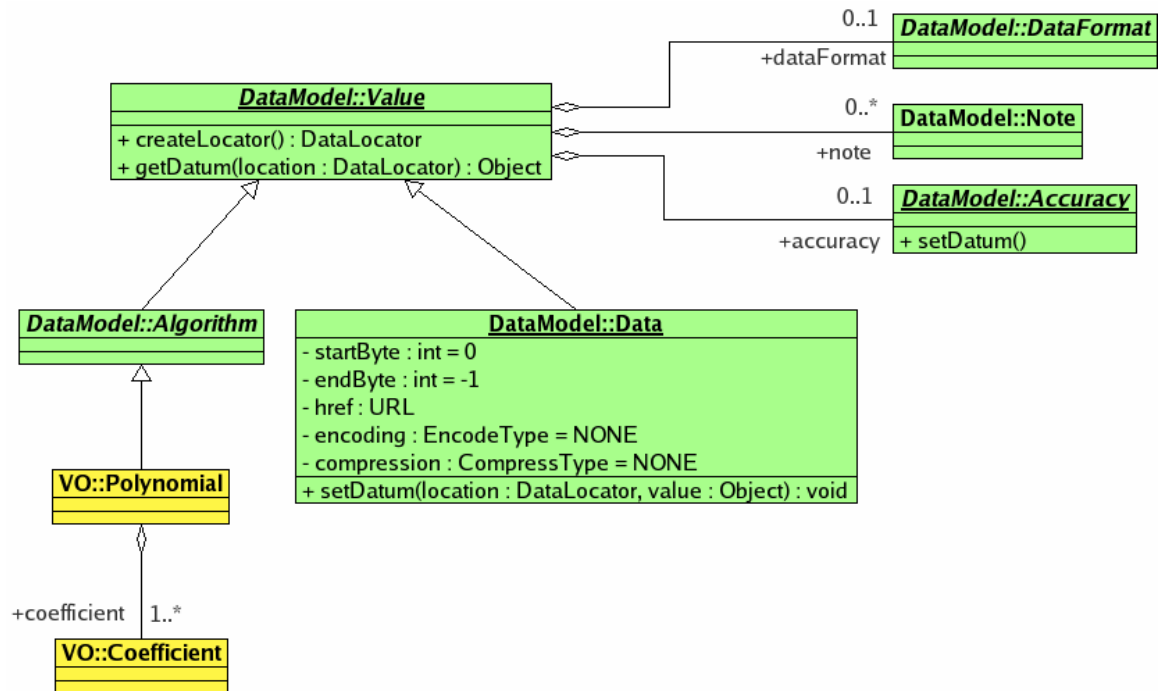 0..1
DataModel::DataFormat
+dataFormat
DataModel::Value
+ createLocator() : DataLocator
+ getDatum(location : DataLocator) : Object
0..*
DataModel::Note
+note
0..1
DataModel::Accuracy
+ setDatum()
+accuracy
DataModel::Algorithm
DataModel::Data
- startByte : int = 0
- endByte : int = -1
- href : URL
- encoding : EncodeType = NONE
- compression : CompressType = NONE
+ setDatum(location : DataLocator, value : Object) : void
VO::Polynomial
+coefficient
1..*
VO::Coefficient